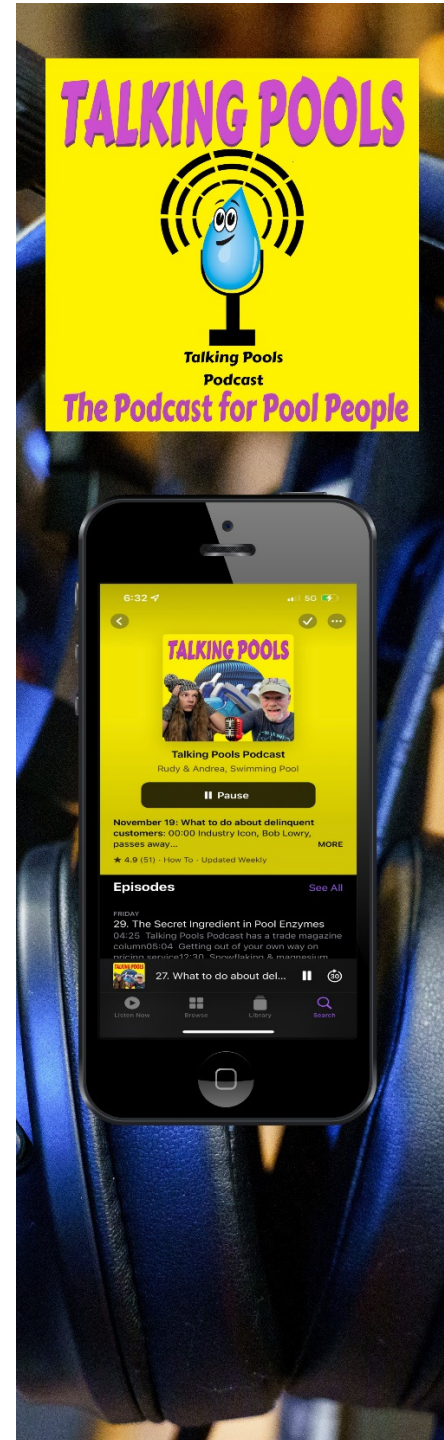 TALKING POOLS
Talking Pools
Podcast
The Podcast for Pool People
6:32
5G
TALKING POOLS
Talking Pools Podcast
Rudy & Andrea, Swimming Pool
Pause
November 19: What to do about delinquent
customers: 00:00 Industry Icon, Bob Lowry,
passes away... MORE
★ 4.9 (51) · How To · Updated Weekly
Episodes See All
FRIDAY
29. The Secret Ingredient in Pool Enzymes
04:25 Talking Pools Podcast has a trade magazine
column05:04 Getting out of your own way on
pricing service12:30 Snowflaking & magnesium
TALKING POOLS
27. What to do about del...
30
Listen Now Browse Library Search